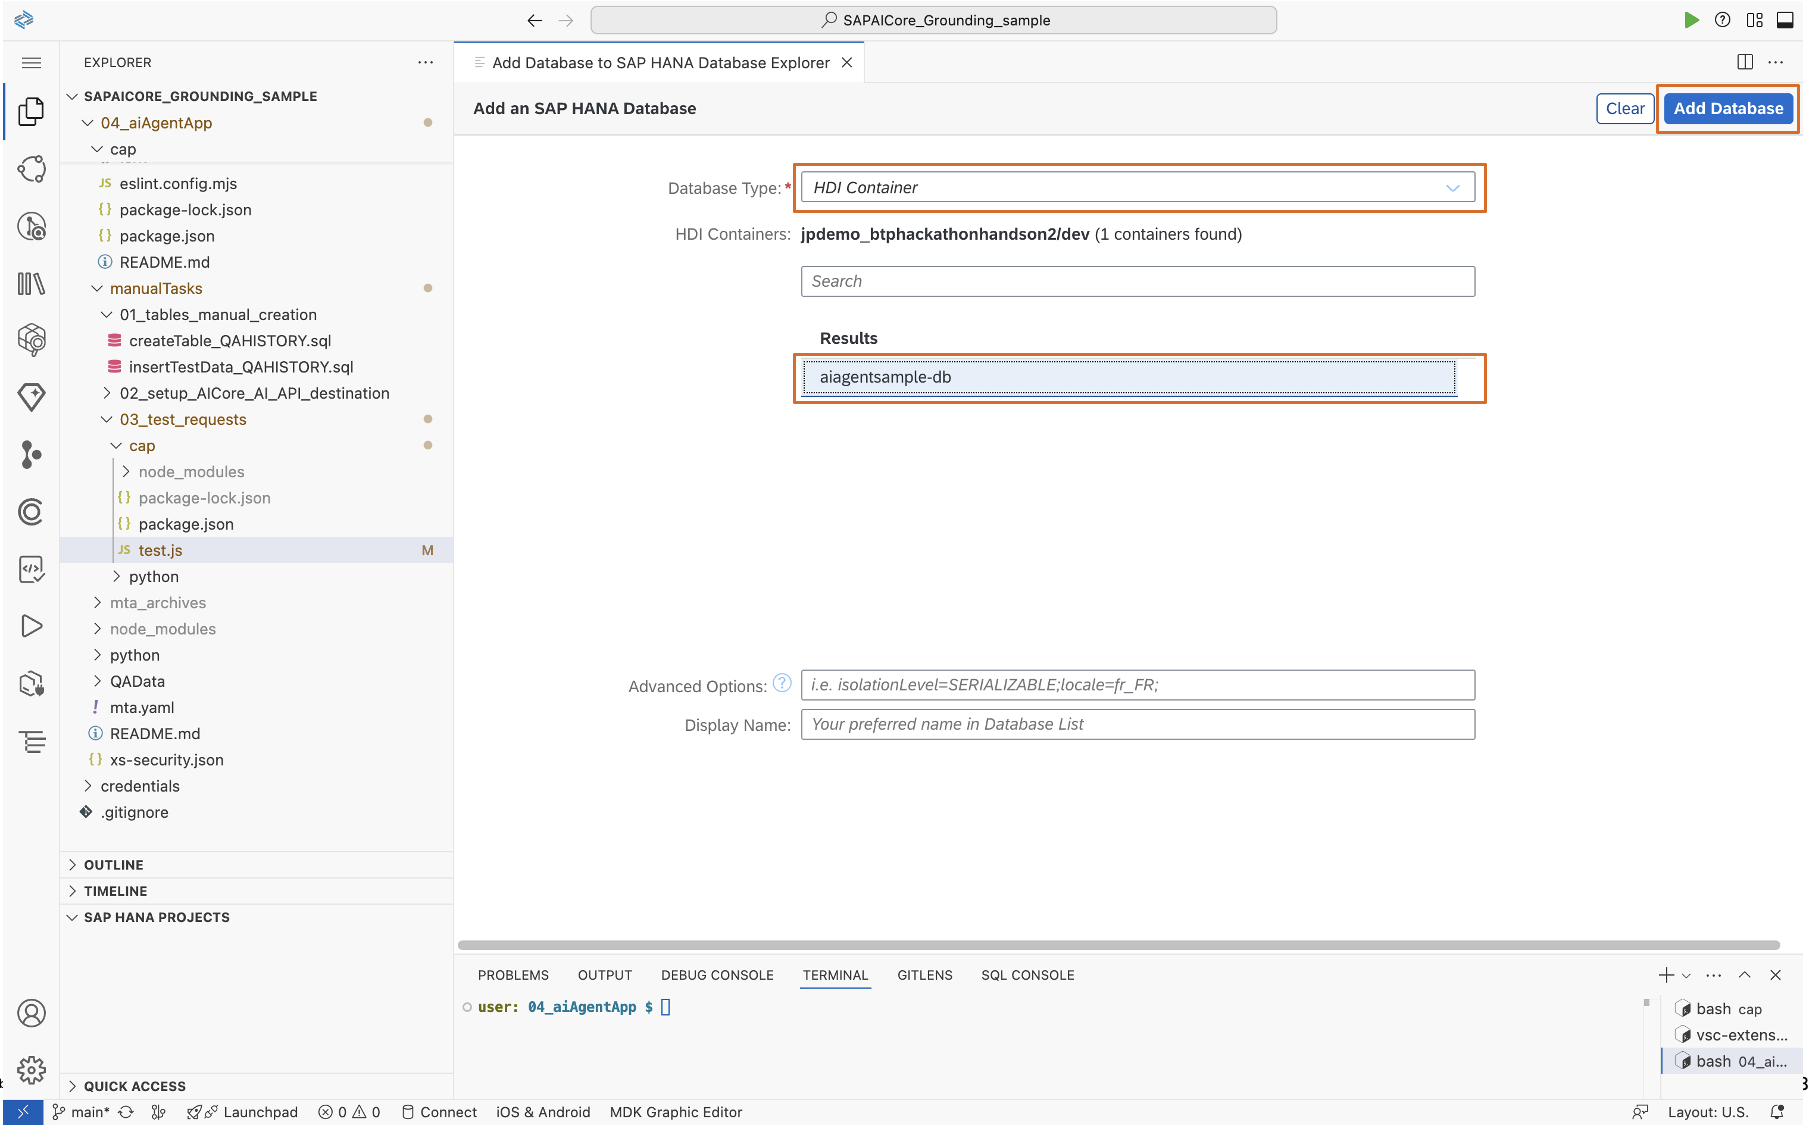 SAPAICore_Grounding_sample
EXPLORER
SAPAICORE_GROUNDING_SAMPLE
04_aiAgentApp
cap
JS eslint.config.mjs
{} package-lock.json
{} package.json
README.md
manualTasks
01_tables_manual_creation
createTable_QAHISTORY.sql
insertTestData_QAHISTORY.sql
02_setup_AICore_AI_API_destination
03_test_requests
cap
node_modules
{} package-lock.json
{} package.json
JS test.js M
python
mta_archives
node_modules
python
QAData
! mta.yaml
README.md
{} xs-security.json
credentials
.gitignore
OUTLINE
TIMELINE
SAP HANA PROJECTS
QUICK ACCESS
Add Database to SAP HANA Database Explorer
Add an SAP HANA Database
Clear
Add Database
Database Type:* HDI Container
HDI Containers: jpdemo_btphackathonhandson2/dev (1 containers found)
Search
Results
aiagentsample-db
Advanced Options: ? i.e. isolationLevel=SERIALIZABLE;locale=fr_FR;
Display Name: Your preferred name in Database List
PROBLEMS OUTPUT DEBUG CONSOLE TERMINAL GITLENS SQL CONSOLE
user: 04_aiAgentApp $
bash cap
vsc-extens...
bash 04_ai...
main* Launchpad 0 0 Connect iOS & Android MDK Graphic Editor Layout: U.S.